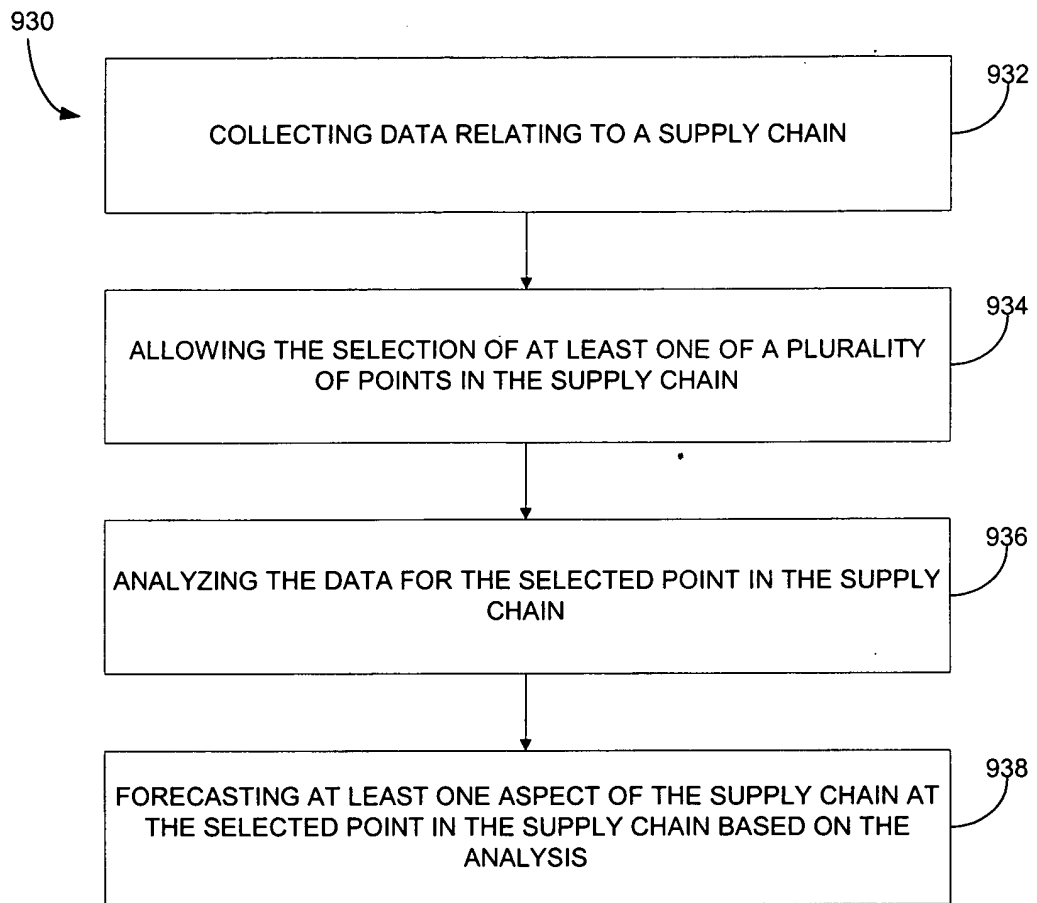 930
932
COLLECTING DATA RELATING TO A SUPPLY CHAIN
934
ALLOWING THE SELECTION OF AT LEAST ONE OF A PLURALITY
OF POINTS IN THE SUPPLY CHAIN
936
ANALYZING THE DATA FOR THE SELECTED POINT IN THE SUPPLY
CHAIN
938
FORECASTING AT LEAST ONE ASPECT OF THE SUPPLY CHAIN AT
THE SELECTED POINT IN THE SUPPLY CHAIN BASED ON THE
ANALYSIS